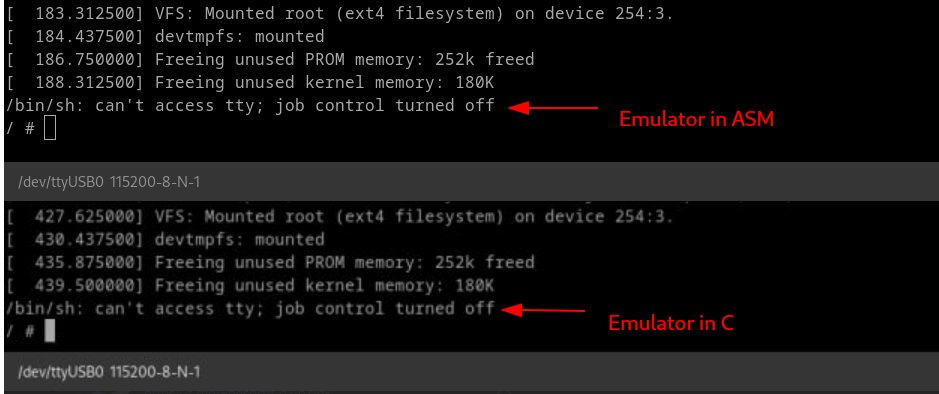 [  183.312500] VFS: Mounted root (ext4 filesystem) on device 254:3.
[  184.437500] devtmpfs: mounted
[  186.750000] Freeing unused PROM memory: 252k freed
[  188.312500] Freeing unused kernel memory: 180K
/bin/sh: can't access tty; job control turned off
Emulator in ASM
/ #
/dev/ttyUSB0 115200-8-N-1
[  427.625000] VFS: Mounted root (ext4 filesystem) on device 254:3.
[  430.437500] devtmpfs: mounted
[  435.875000] Freeing unused PROM memory: 252k freed
[  439.500000] Freeing unused kernel memory: 180K
/bin/sh: can't access tty; job control turned off
Emulator in C
/ #
/dev/ttyUSB0 115200-8-N-1